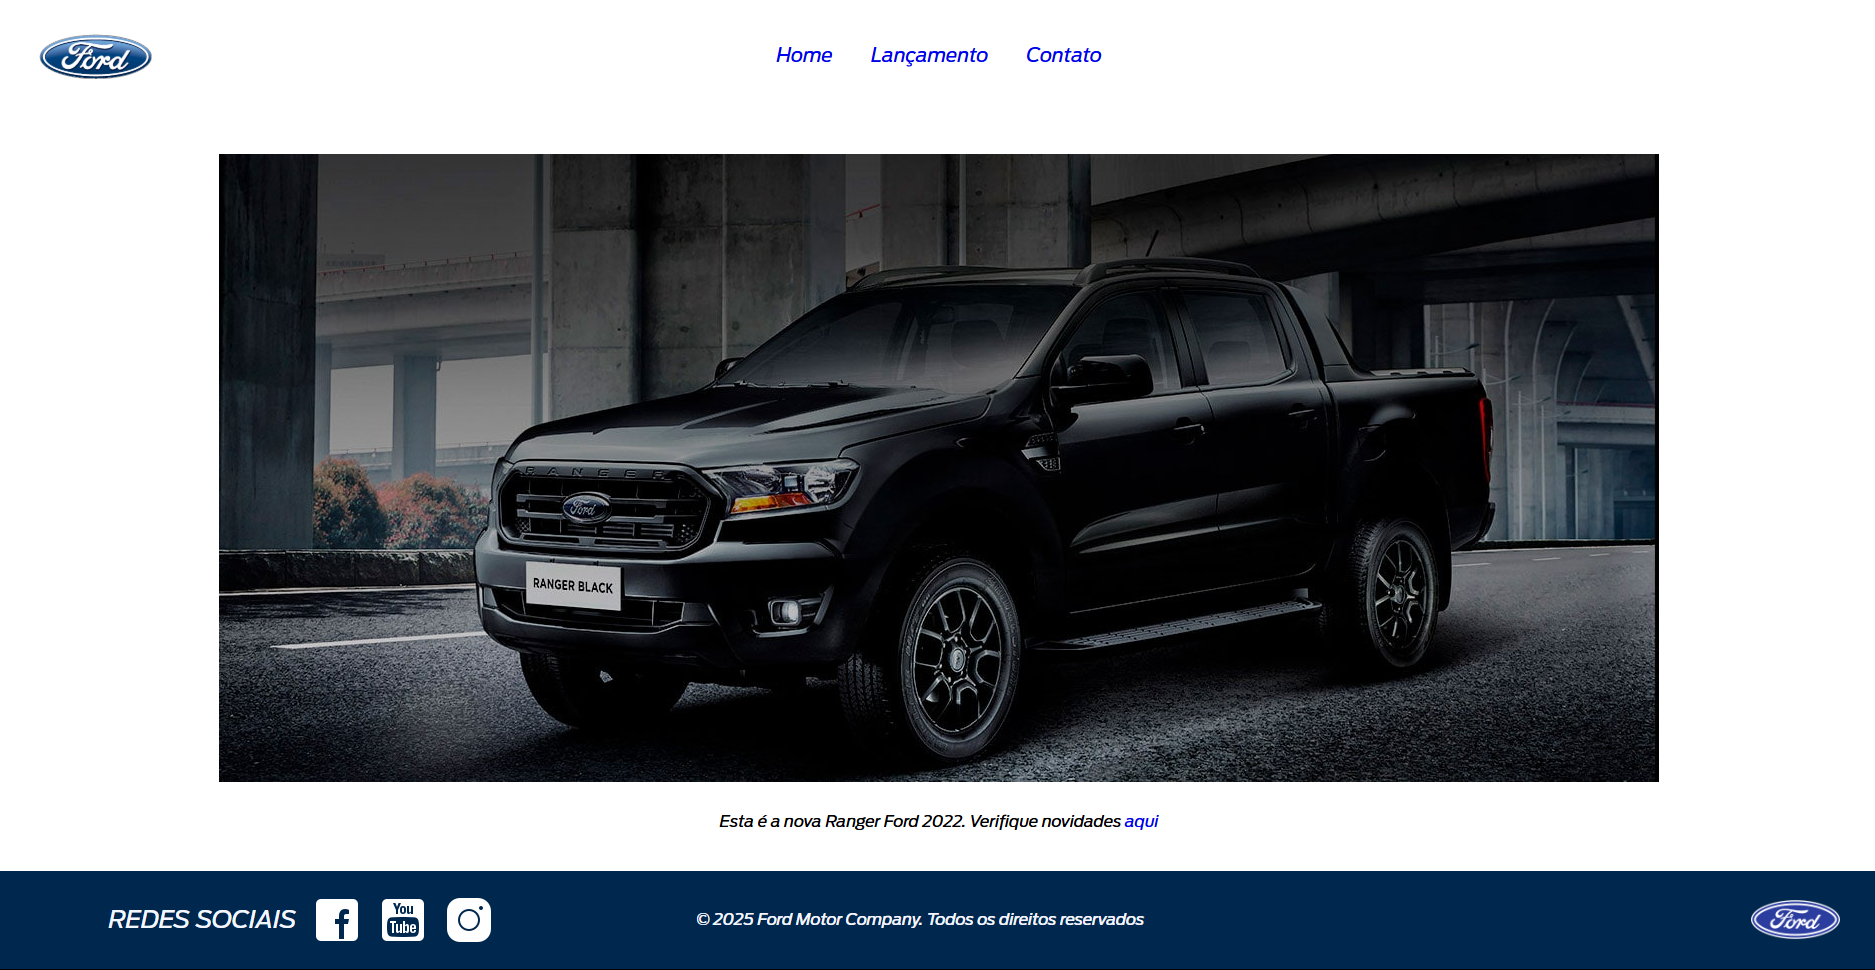 Ford
Home Lançamento Contato
RANGER
Ford
RANGER BLACK
Esta é a nova Ranger Ford 2022. Verifique novidades aqui
REDES SOCIAIS
You
Tube
© 2025 Ford Motor Company. Todos os direitos reservados
Ford